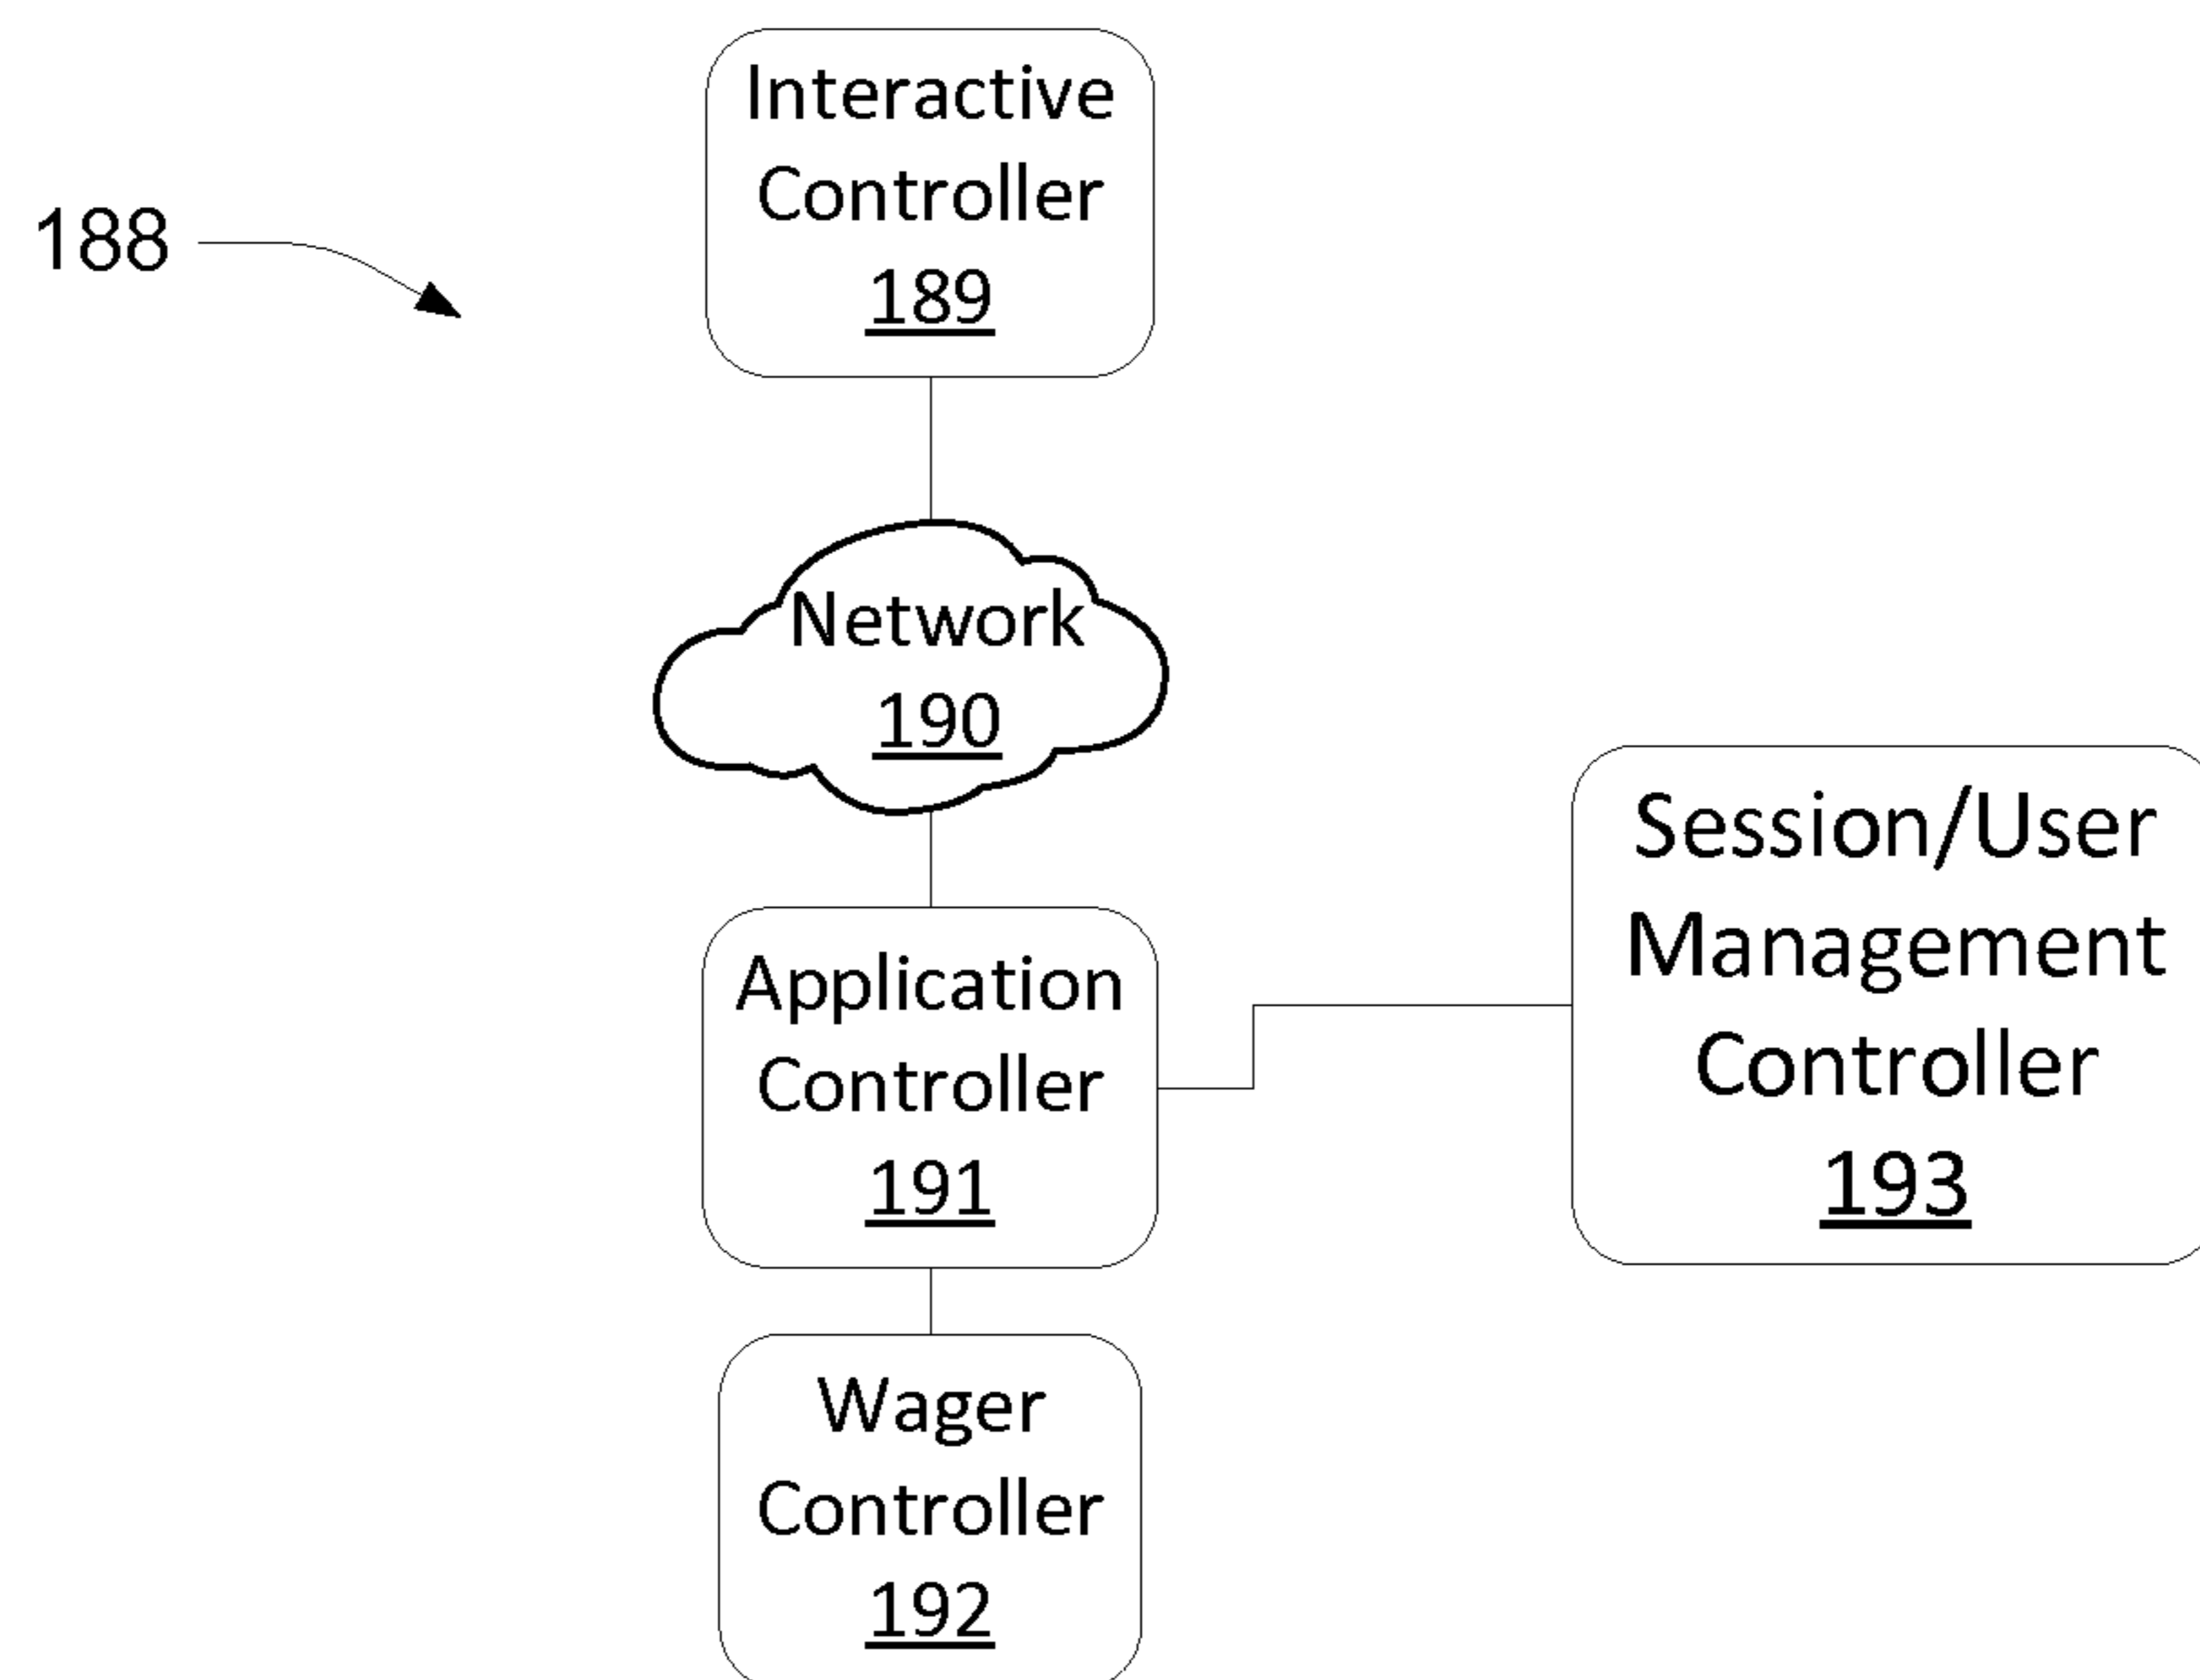 188
Interactive
Controller
189
Network
190
Application
Controller
191
Session/User
Management
Controller
193
Wager
Controller
192